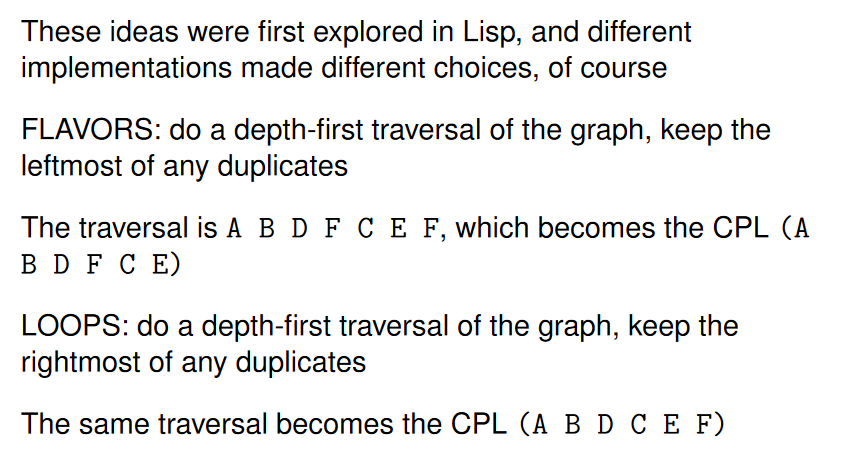 These ideas were first explored in Lisp, and different
implementations made different choices, of course
FLAVORS: do a depth-first traversal of the graph, keep the
leftmost of any duplicates
The traversal is A B D F C E F, which becomes the CPL (A
B D F C E)
LOOPS: do a depth-first traversal of the graph, keep the
rightmost of any duplicates
The same traversal becomes the CPL (A B D C E F)